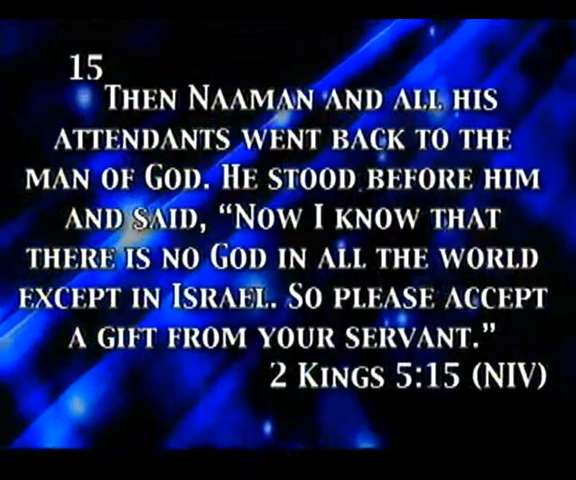 15
Then Naaman and all his
attendants went back to the
man of God. He stood before him
and said, “Now I know that
there is no God in all the world
except in Israel. So please accept
a gift from your servant.”
2 Kings 5:15 (NIV)